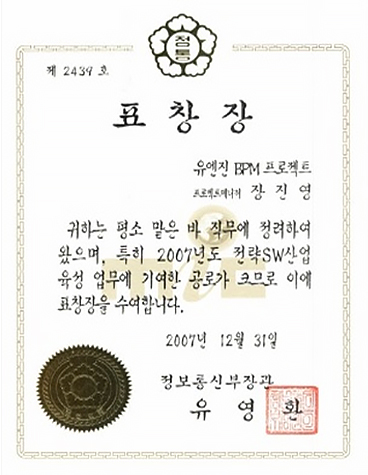 정통
제 2439 호
표 창 장
유엔진 BPM 프로젝트
프로젝트매니저 장 진 영
귀하는 평소 맡은 바 직무에 정려하여
왔으며, 특히 2007년도 전략SW산업
육성 업무에 기여한 공로가 크므로 이에
표창장을 수여합니다.
2007년 12월 31일
정보통신부장관
유 영 환